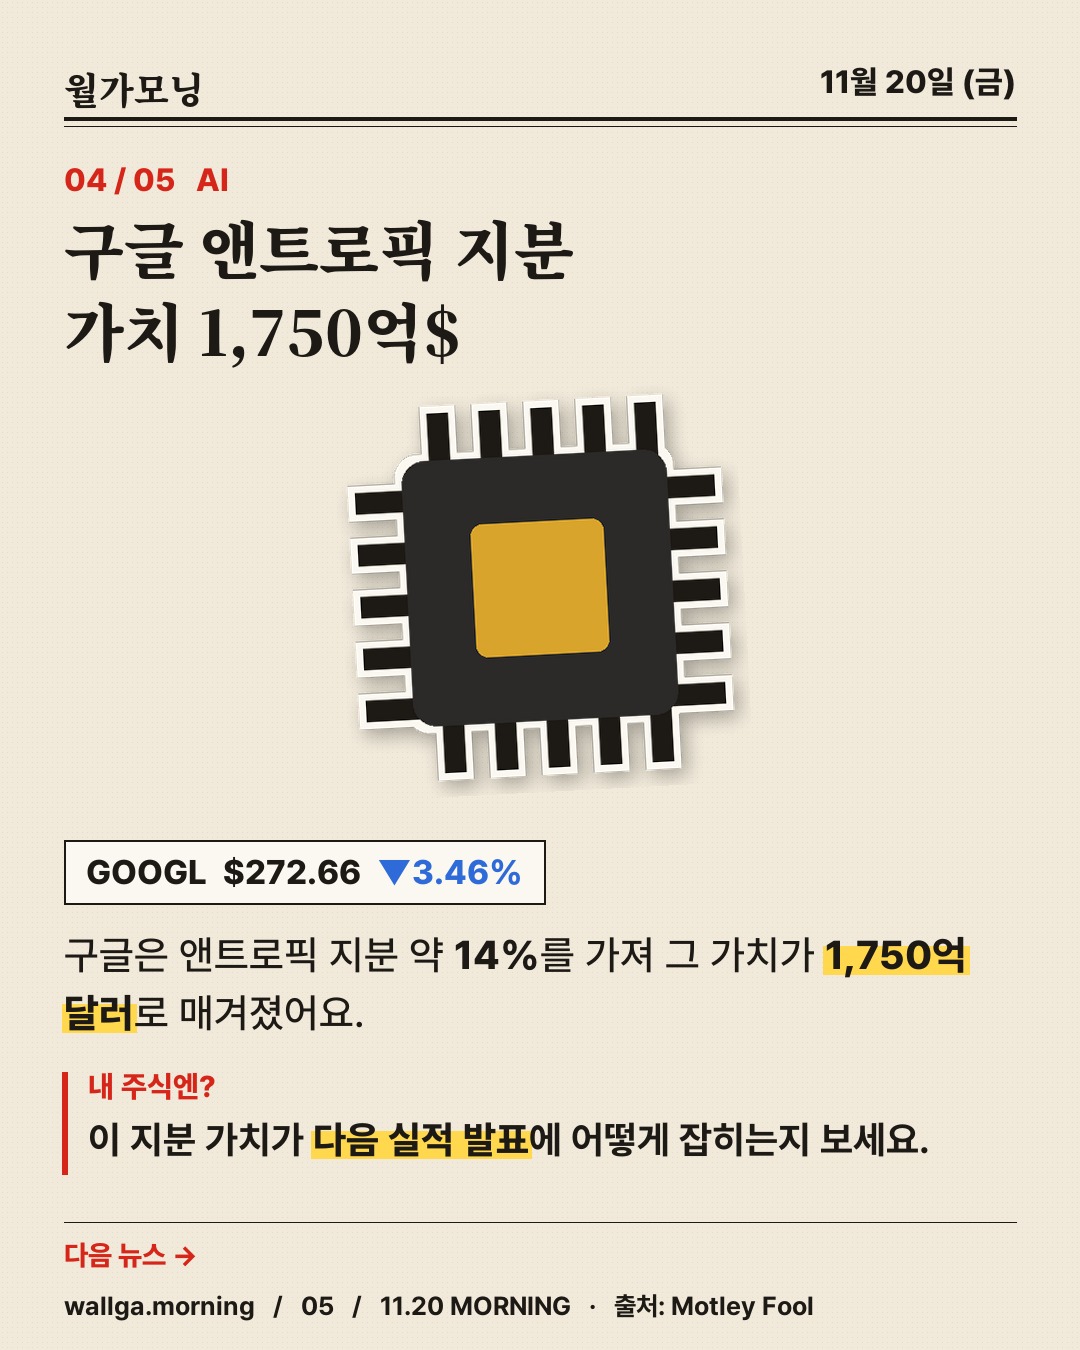 월가모닝
11월 20일 (금)
04 / 05 AI
구글 앤트로픽 지분
가치 1,750억$
GOOGL $272.66 ▼3.46%
구글은 앤트로픽 지분 약 14%를 가져 그 가치가 1,750억
달러로 매겨졌어요.
내 주식엔?
이 지분 가치가 다음 실적 발표에 어떻게 잡히는지 보세요.
다음 뉴스 →
wallga.morning / 05 / 11.20 MORNING · 출처: Motley Fool